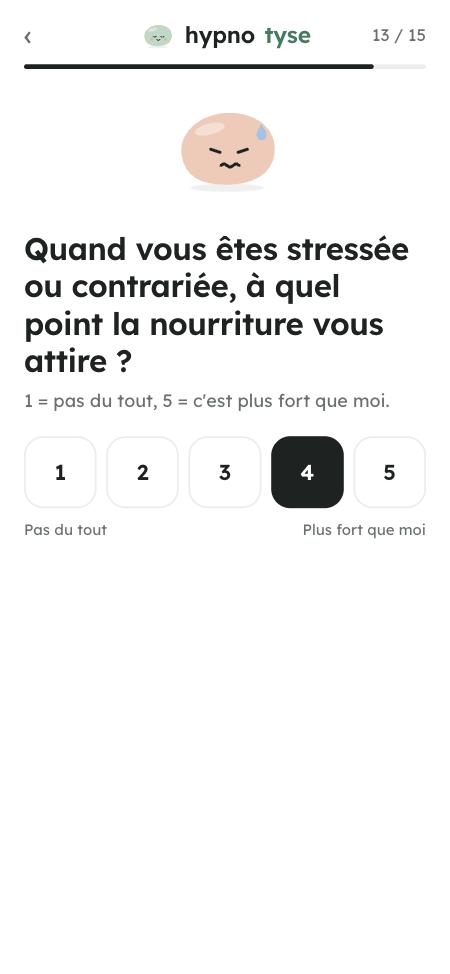 ‹ hypno tyse 13 / 15
Quand vous êtes stressée
ou contrariée, à quel
point la nourriture vous
attire ?
1 = pas du tout, 5 = c'est plus fort que moi.
1 2 3 4 5
Pas du tout Plus fort que moi